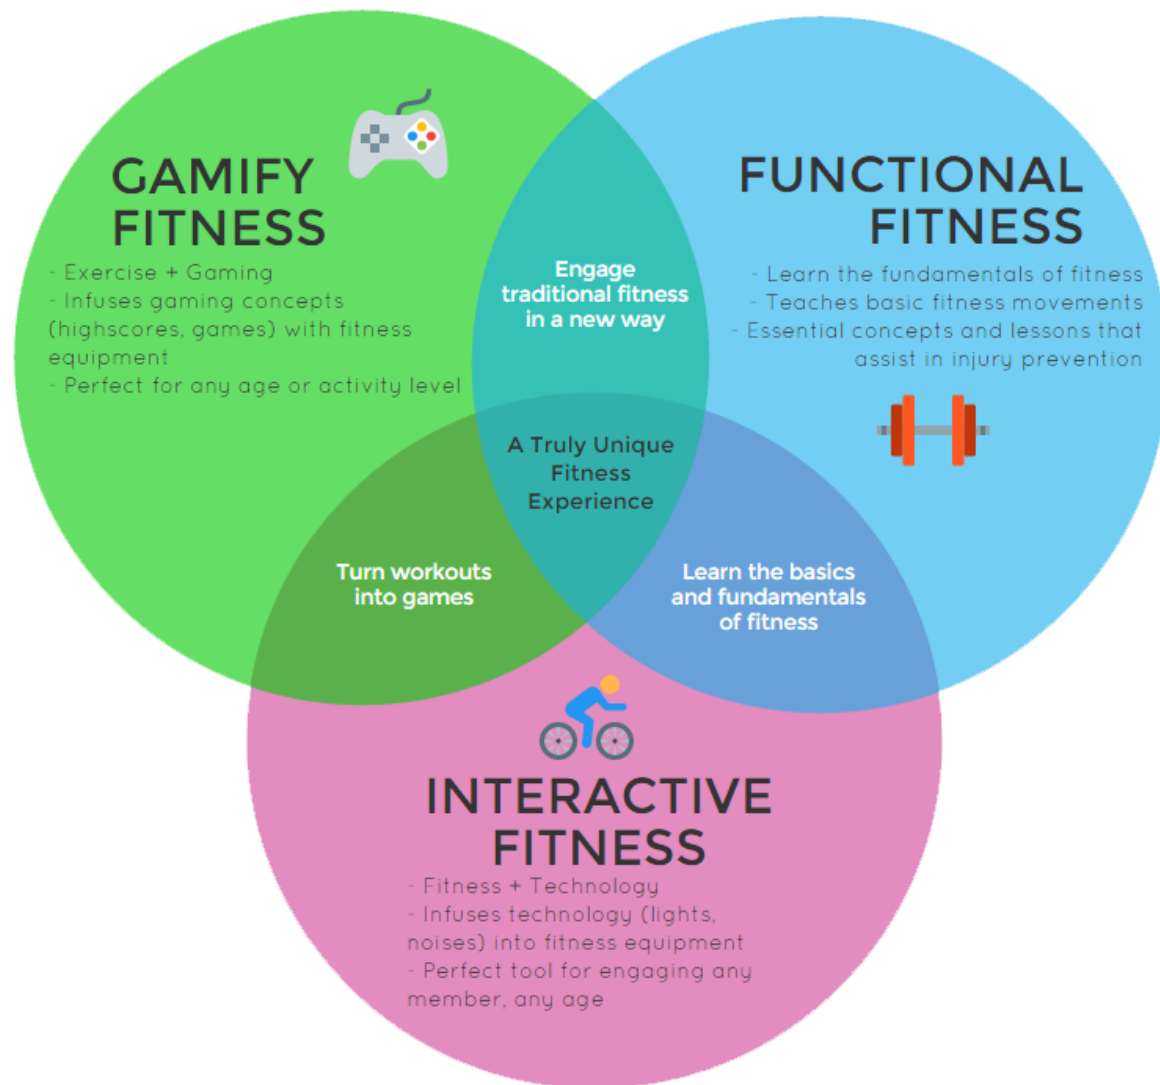 GAMIFY
FITNESS
- Exercise + Gaming
- Infuses gaming concepts
(highscores, games) with fitness
equipment
- Perfect for any age or activity level
Engage
traditional fitness
in a new way
FUNCTIONAL
FITNESS
- Learn the fundamentals of fitness
- Teaches basic fitness movements
- Essential concepts and lessons that
assist in injury prevention
A Truly Unique
Fitness
Experience
Turn workouts
into games
Learn the basics
and fundamentals
of fitness
INTERACTIVE
FITNESS
- Fitness + Technology
- Infuses technology (lights,
noises) into fitness equipment
- Perfect tool for engaging any
member, any age